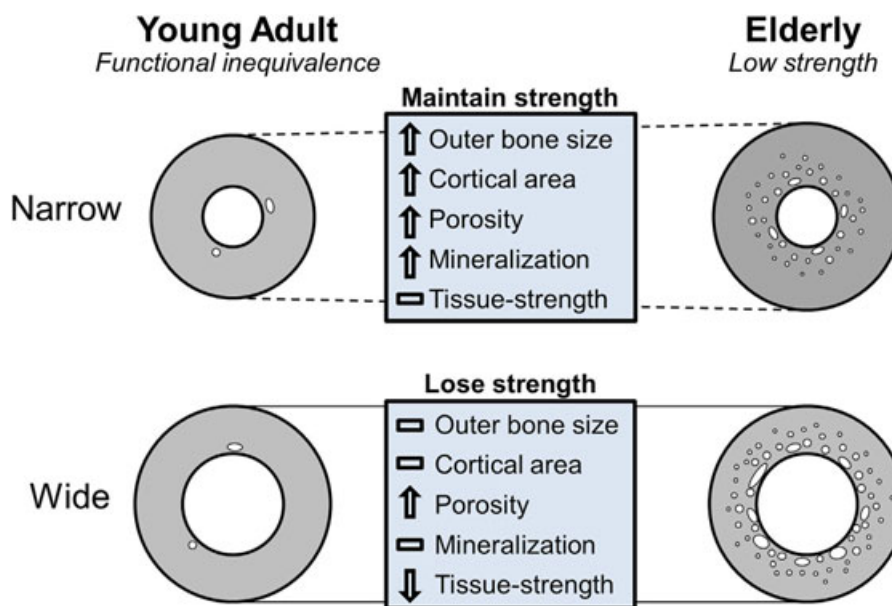 Young Adult
Functional inequivalence
Elderly
Low strength
Narrow
Maintain strength
Outer bone size
Cortical area
Porosity
Mineralization
Tissue-strength
Wide
Lose strength
Outer bone size
Cortical area
Porosity
Mineralization
Tissue-strength